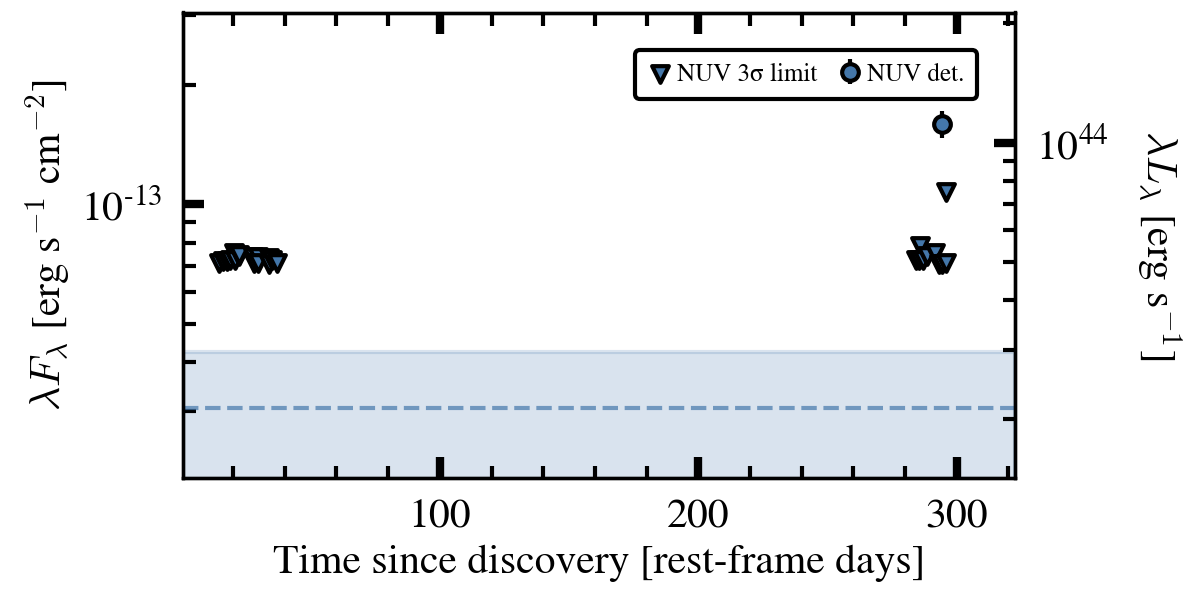 NUV 3σ limit NUV det.
λF_λ [erg s⁻¹ cm⁻²]
10⁻¹³
10⁴⁴
λL_λ [erg s⁻¹]
100 200 300
Time since discovery [rest-frame days]